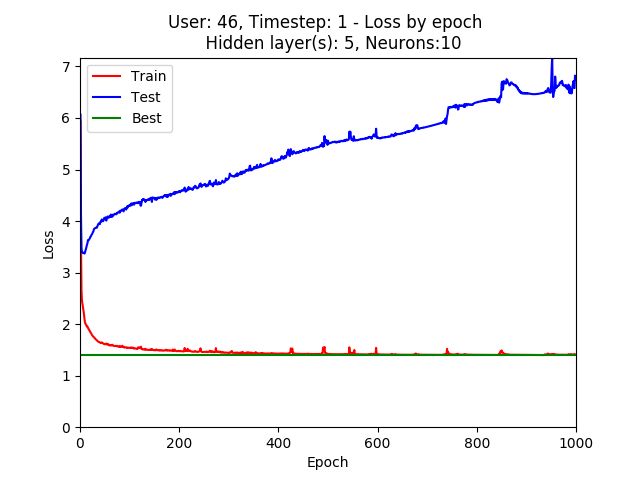 User: 46, Timestep: 1 - Loss by epoch
Hidden layer(s): 5, Neurons:10
Train
Test
Best
7
6
5
4
3
2
1
0
Loss
0 200 400 600 800 1000
Epoch